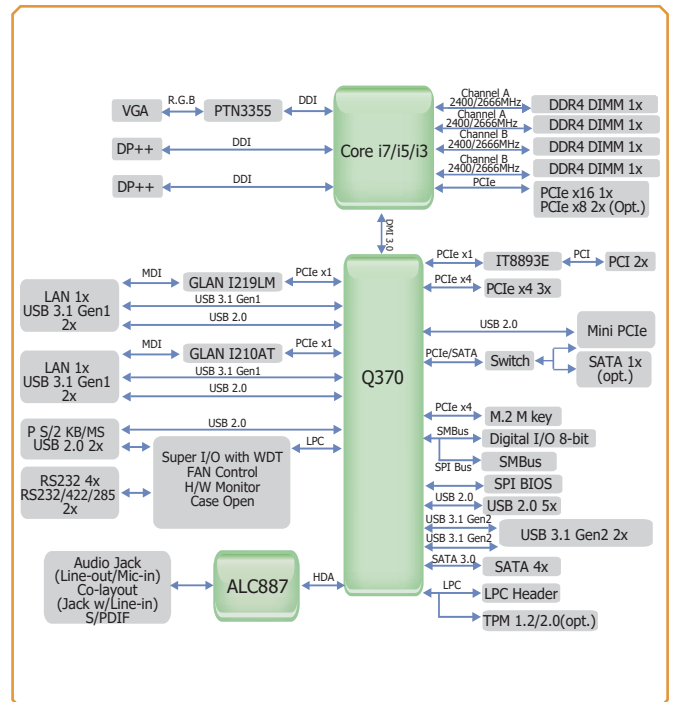 VGA
R.G.B
PTN3355
DDI
DP++
DDI
DP++
DDI
Core i7/i5/i3
Channel A
2400/2666MHz
DDR4 DIMM 1x
Channel A
2400/2666MHz
DDR4 DIMM 1x
Channel B
2400/2666MHz
DDR4 DIMM 1x
Channel B
2400/2666MHz
DDR4 DIMM 1x
PCIe
PCIe x16 1x
PCIe x8 2x (Opt.)
DMI 3.0
LAN 1x
USB 3.1 Gen1
2x
MDI
GLAN I219LM
PCIe x1
USB 3.1 Gen1
USB 2.0
LAN 1x
USB 3.1 Gen1
2x
MDI
GLAN I210AT
PCIe x1
USB 3.1 Gen1
USB 2.0
P S/2 KB/MS
USB 2.0 2x
USB 2.0
Super I/O with WDT
FAN Control
H/W Monitor
Case Open
LPC
RS232 4x
RS232/422/285
2x
Audio Jack
(Line-out/Mic-in)
Co-layout
(Jack w/Line-in)
S/PDIF
ALC887
HDA
Q370
PCIe x1
IT8893E
PCI
PCI 2x
PCIe x4
PCIe x4 3x
USB 2.0
Mini PCIe
PCIe/SATA
Switch
SATA 1x
(opt.)
PCIe x4
M.2 M key
SMBus
Digital I/O 8-bit
SMBus
SPI Bus
SPI BIOS
USB 2.0
USB 2.0 5x
USB 3.1 Gen2
USB 3.1 Gen2
USB 3.1 Gen2 2x
SATA 3.0
SATA 4x
LPC
LPC Header
TPM 1.2/2.0(opt.)